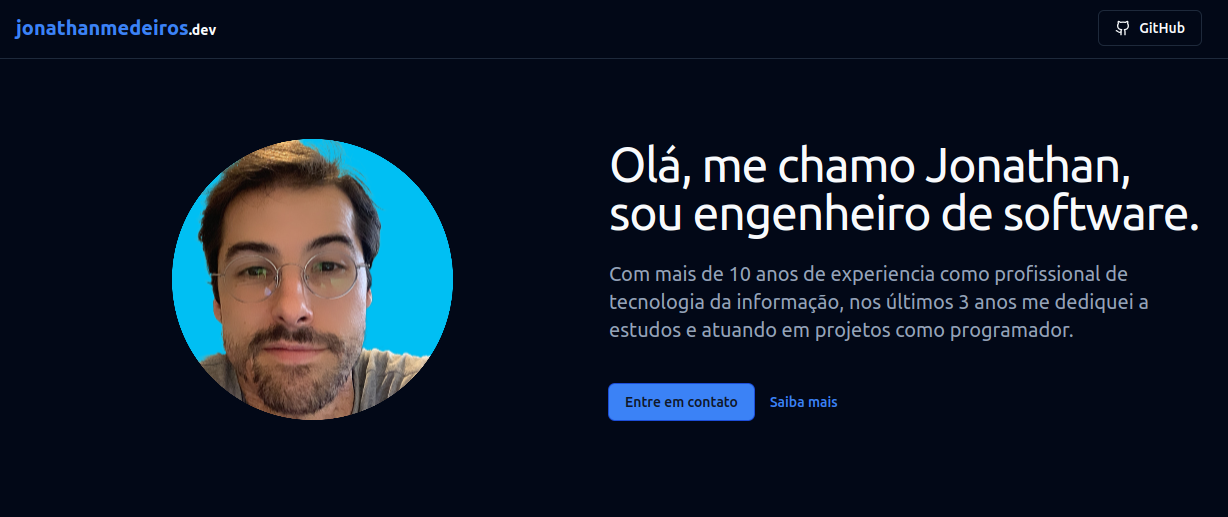 jonathanmedeiros.dev
GitHub
Olá, me chamo Jonathan,
sou engenheiro de software.
Com mais de 10 anos de experiencia como profissional de
tecnologia da informação, nos últimos 3 anos me dediquei a
estudos e atuando em projetos como programador.
Entre em contato
Saiba mais